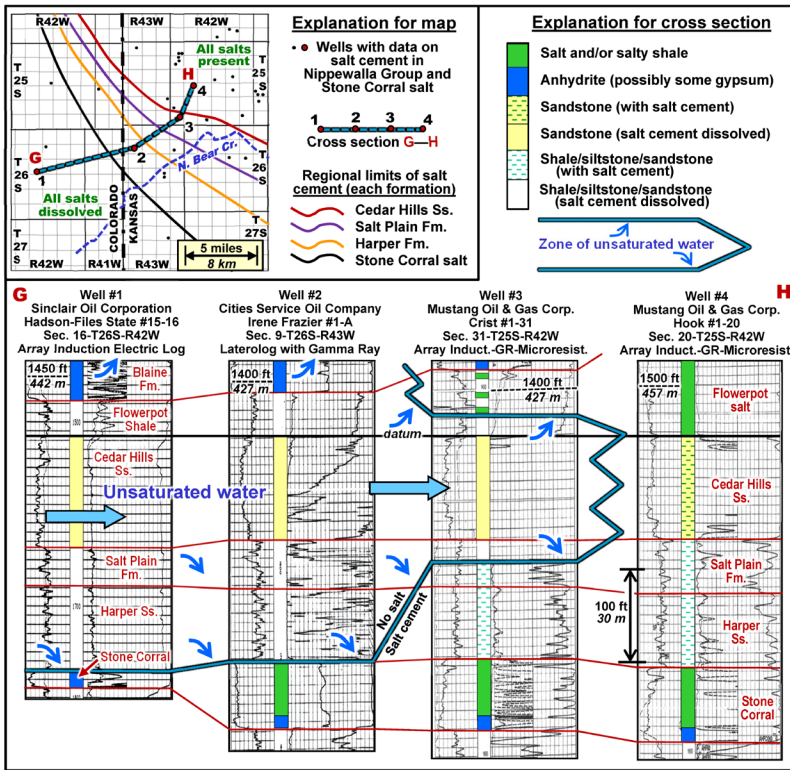 R42W
R43W
R42W
All salts
present
T
25
S
T
25
S
H
4
3
G
1
2
N. Bear Cr.
T
26
S
T
26
S
All salts
dissolved
COLORADO
KANSAS
T
27
S
T
27S
5 miles
8 km
R42W
R41W
R43W
Explanation for map
Wells with data on
salt cement in
Nippewalla Group and
Stone Corral salt
1 2 3 4
Cross section G—H
Regional limits of salt
cement (each formation)
Cedar Hills Ss.
Salt Plain Fm.
Harper Fm.
Stone Corral salt
Explanation for cross section
Salt and/or salty shale
Anhydrite (possibly some gypsum)
Sandstone (with salt cement)
Sandstone (salt cement dissolved)
Shale/siltstone/sandstone
(with salt cement)
Shale/siltstone/sandstone
(salt cement dissolved)
Zone of unsaturated water
G
H
Well #1
Sinclair Oil Corporation
Hadson-Files State #15-16
Sec. 16-T26S-R42W
Array Induction Electric Log
Well #2
Cities Service Oil Company
Irene Frazier #1-A
Sec. 9-T26S-R43W
Laterolog with Gamma Ray
Well #3
Mustang Oil & Gas Corp.
Crist #1-31
Sec. 31-T25S-R42W
Array Induct.-GR-Microresist.
Well #4
Mustang Oil & Gas Corp.
Hook #1-20
Sec. 20-T25S-R42W
Array Induct.-GR-Microresist.
1450 ft
442 m
Blaine
Fm.
1400 ft
427 m
1400 ft
427 m
1500 ft
457 m
Flowerpot
Shale
Flowerpot
salt
datum
Cedar Hills
Ss.
Cedar Hills
Ss.
Unsaturated water
Salt Plain
Fm.
Salt Plain
Fm.
Harper Ss.
Harper
Ss.
No salt
Salt cement
100 ft
30 m
Stone Corral
Stone
Corral